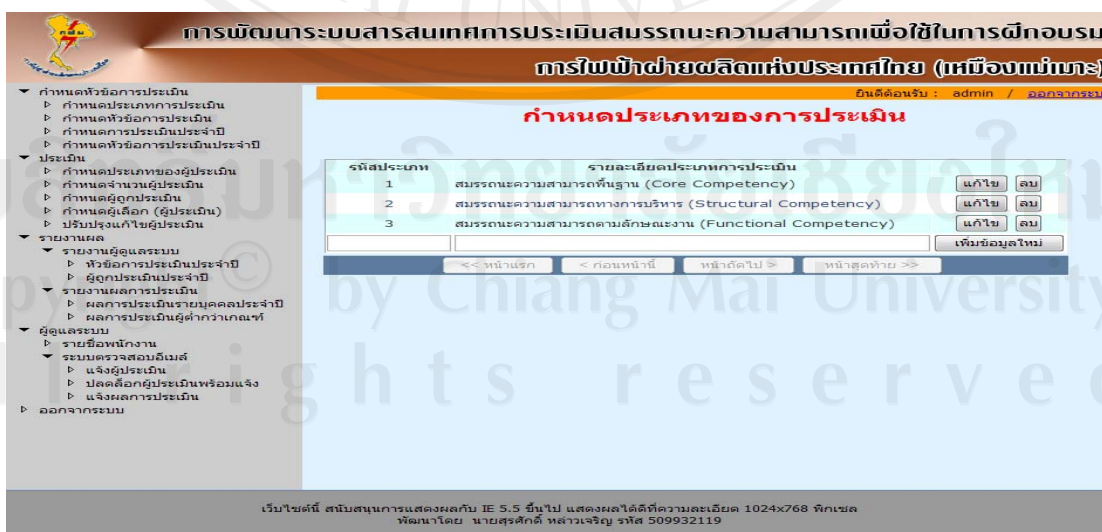 กฟผ
การพัฒนาระบบสารสนเทศการประเมินสมรรถนะความสามารถเพื่อใช้ในการฝึกอบรม
การไฟฟ้าฝ่ายผลิตแห่งประเทศไทย (เหมืองแม่เมาะ)
ยินดีต้อนรับ : admin / ออกจากระบบ
กำหนดหัวข้อการประเมิน
กำหนดประเภทการประเมิน
กำหนดหัวข้อการประเมิน
กำหนดการประเมินประจำปี
กำหนดหัวข้อการประเมินประจำปี
ประเมิน
กำหนดประเภทของผู้ประเมิน
กำหนดจำนวนผู้ประเมิน
กำหนดผู้ถูกประเมิน
กำหนดผู้เลือก (ผู้ประเมิน)
ปรับปรุงแก้ไขผู้ประเมิน
รายงานผล
รายงานผู้ดูแลระบบ
หัวข้อการประเมินประจำปี
ผู้ถูกประเมินประจำปี
รายงานผลการประเมิน
ผลการประเมินรายบุคคลประจำปี
ผลการประเมินผู้ต่ำกว่าเกณฑ์
ผู้ดูแลระบบ
รายชื่อพนักงาน
ระบบตรวจสอบอีเมล์
แจ้งผู้ประเมิน
ปลดล็อกผู้ประเมินพร้อมแจ้ง
แจ้งผลการประเมิน
ออกจากระบบ
กำหนดประเภทของการประเมิน
รหัสประเภท รายละเอียดประเภทการประเมิน
1 สมรรถนะความสามารถพื้นฐาน (Core Competency) แก้ไข ลบ
2 สมรรถนะความสามารถทางการบริหาร (Structural Competency) แก้ไข ลบ
3 สมรรถนะความสามารถตามลักษณะงาน (Functional Competency) แก้ไข ลบ
เพิ่มข้อมูลใหม่
<< หน้าแรก < ก่อนหน้านี้ หน้าถัดไป > หน้าสุดท้าย >>
by Chiang Mai University
rights reserve
เว็บไซต์นี้ สนับสนุนการแสดงผลกับ IE 5.5 ขึ้นไป แสดงผลได้ดีที่ความละเอียด 1024x768 พิกเซล
พัฒนาโดย นายสุรศักดิ์ หล่าวเจริญ รหัส 509932119